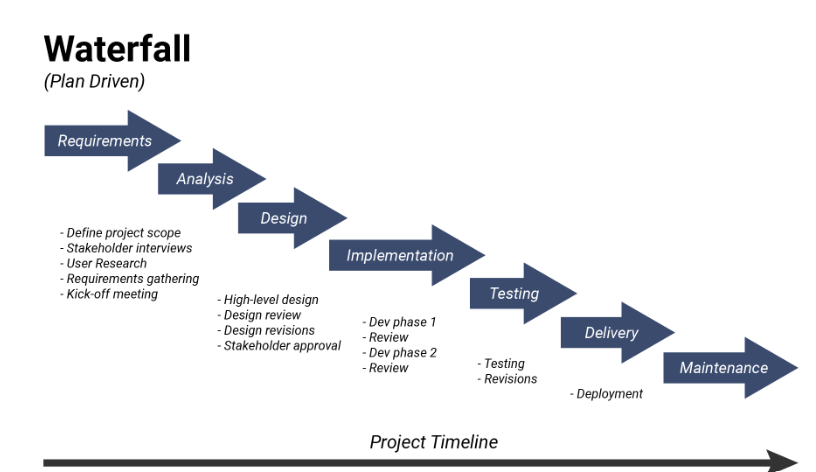 Waterfall
(Plan Driven)
Requirements
Analysis
Design
Implementation
Testing
Delivery
Maintenance
- Define project scope
- Stakeholder interviews
- User Research
- Requirements gathering
- Kick-off meeting
- High-level design
- Design review
- Design revisions
- Stakeholder approval
- Dev phase 1
- Review
- Dev phase 2
- Review
- Testing
- Revisions
- Deployment
Project Timeline